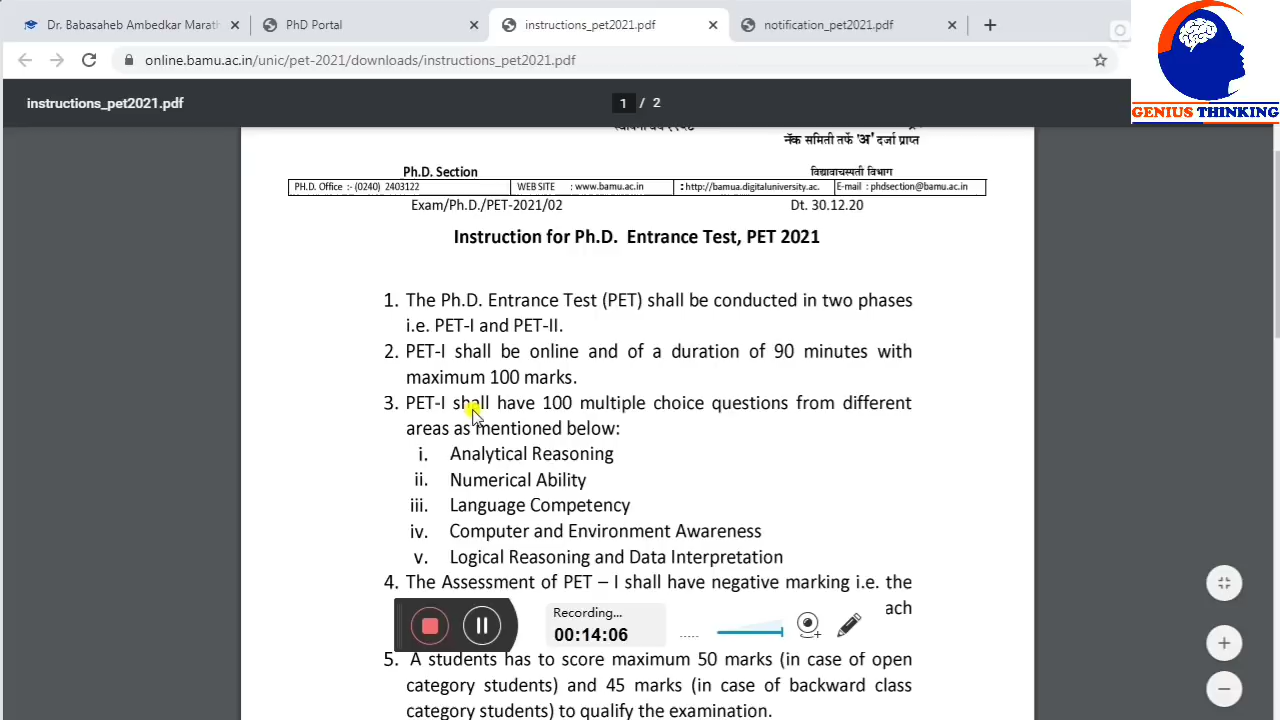 Dr. Babasaheb Ambedkar Marath
PhD Portal
instructions_pet2021.pdf
notification_pet2021.pdf
online.bamu.ac.in/unic/pet-2021/downloads/instructions_pet2021.pdf
GENIUS THINKING
instructions_pet2021.pdf
1 / 2
नॅक समिती तर्फे 'अ' दर्जा प्राप्त
Ph.D. Section
विद्यावाचस्पती विभाग
PH.D. Office :- (0240) 2403122
WEB SITE : www.bamu.ac.in
:http://bamua.digitaluniversity.ac.
E-mail : phdsection@bamu.ac.in
Exam/Ph.D./PET-2021/02
Dt. 30.12.20
Instruction for Ph.D. Entrance Test, PET 2021
1. The Ph.D. Entrance Test (PET) shall be conducted in two phases
i.e. PET-I and PET-II.
2. PET-I shall be online and of a duration of 90 minutes with
maximum 100 marks.
3. PET-I shall have 100 multiple choice questions from different
areas as mentioned below:
i. Analytical Reasoning
ii. Numerical Ability
iii. Language Competency
iv. Computer and Environment Awareness
v. Logical Reasoning and Data Interpretation
4. The Assessment of PET – I shall have negative marking i.e. the
ach
Recording...
00:14:06
5. A students has to score maximum 50 marks (in case of open
category students) and 45 marks (in case of backward class
category students) to qualify the examination.